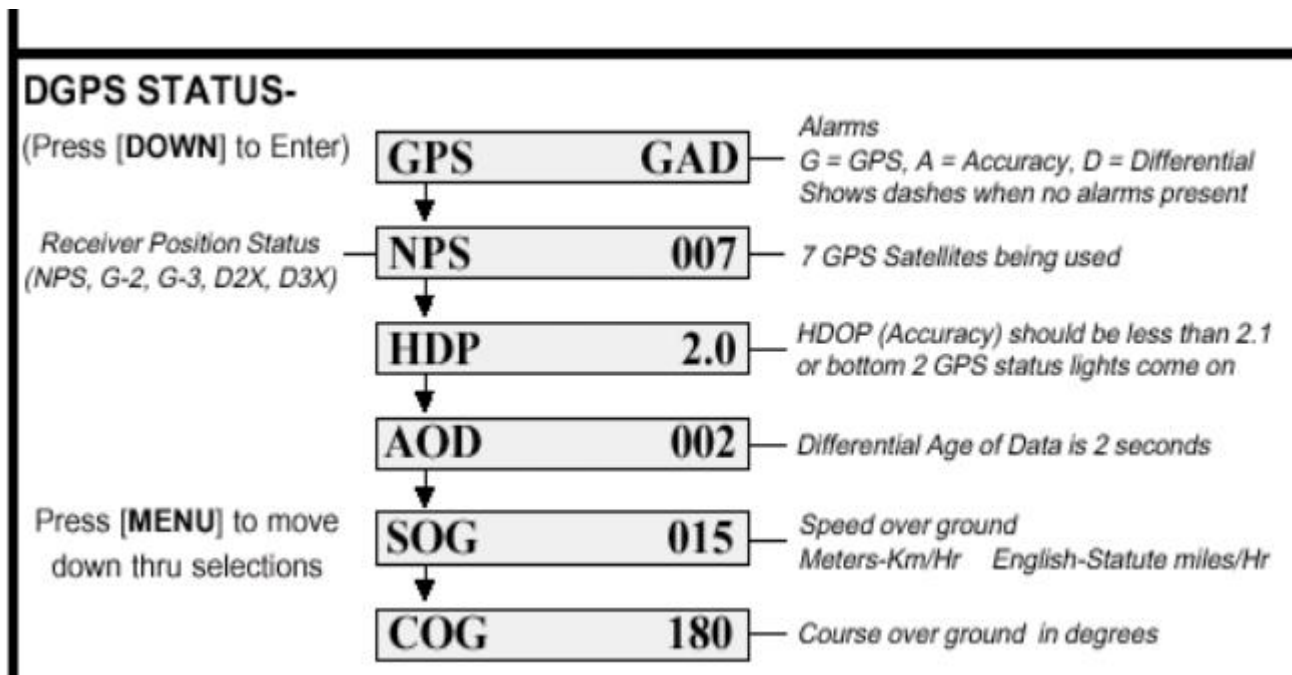 DGPS STATUS-
(Press [DOWN] to Enter)
GPS GAD
Alarms
G = GPS, A = Accuracy, D = Differential
Shows dashes when no alarms present
Receiver Position Status
(NPS, G-2, G-3, D2X, D3X)
NPS 007
7 GPS Satellites being used
HDP 2.0
HDOP (Accuracy) should be less than 2.1
or bottom 2 GPS status lights come on
AOD 002
Differential Age of Data is 2 seconds
Press [MENU] to move
down thru selections
SOG 015
Speed over ground
Meters-Km/Hr English-Statute miles/Hr
COG 180
Course over ground in degrees